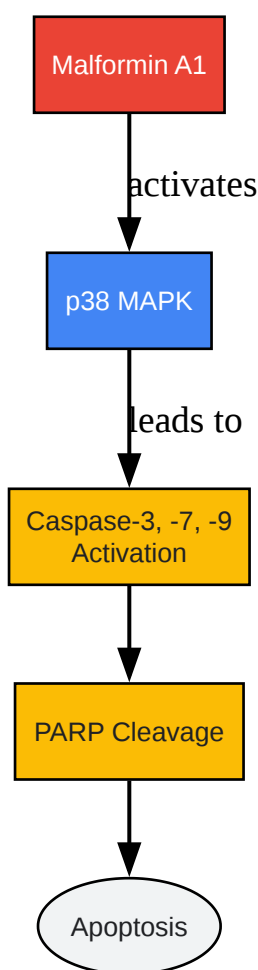 Malformin A1
activates
p38 MAPK
leads to
Caspase-3, -7, -9
Activation
PARP Cleavage
Apoptosis